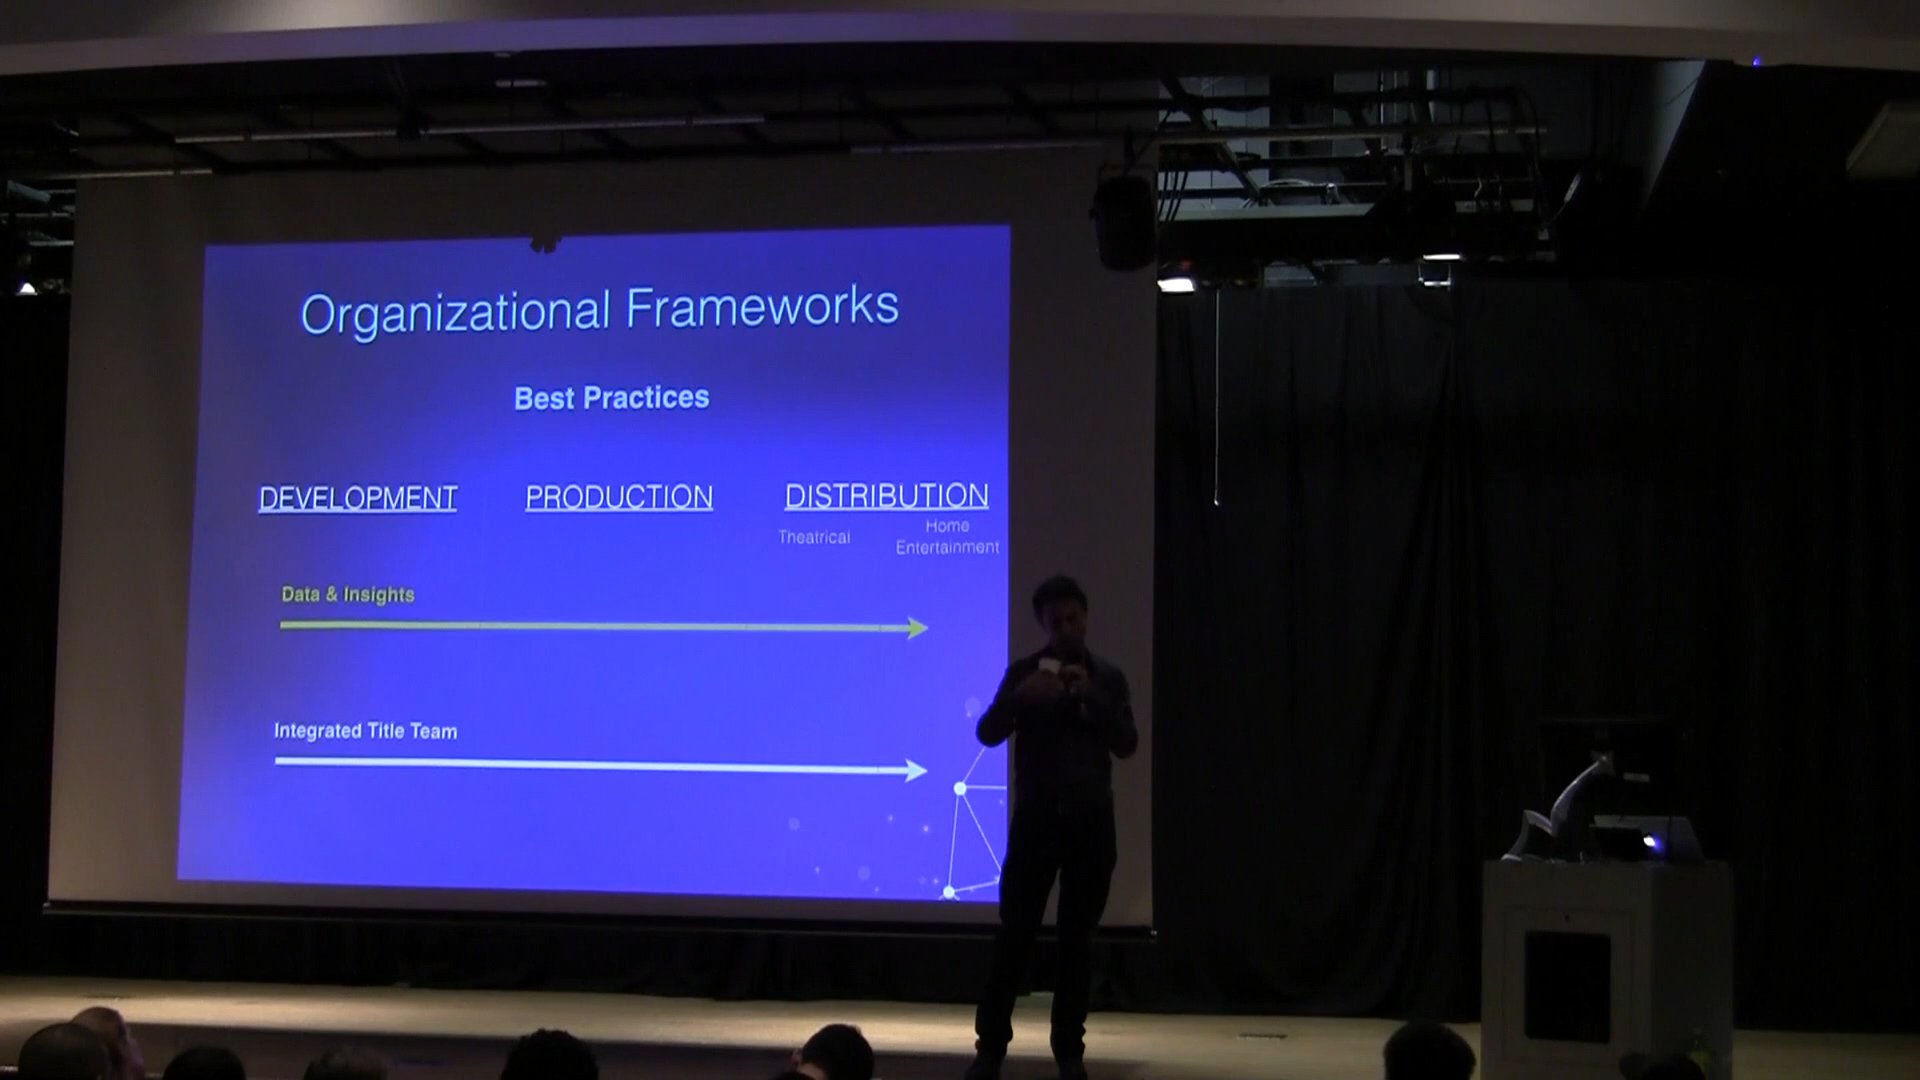 Organizational Frameworks
Best Practices
DEVELOPMENT
PRODUCTION
DISTRIBUTION
Theatrical
Home
Entertainment
Data & Insights
Integrated Title Team